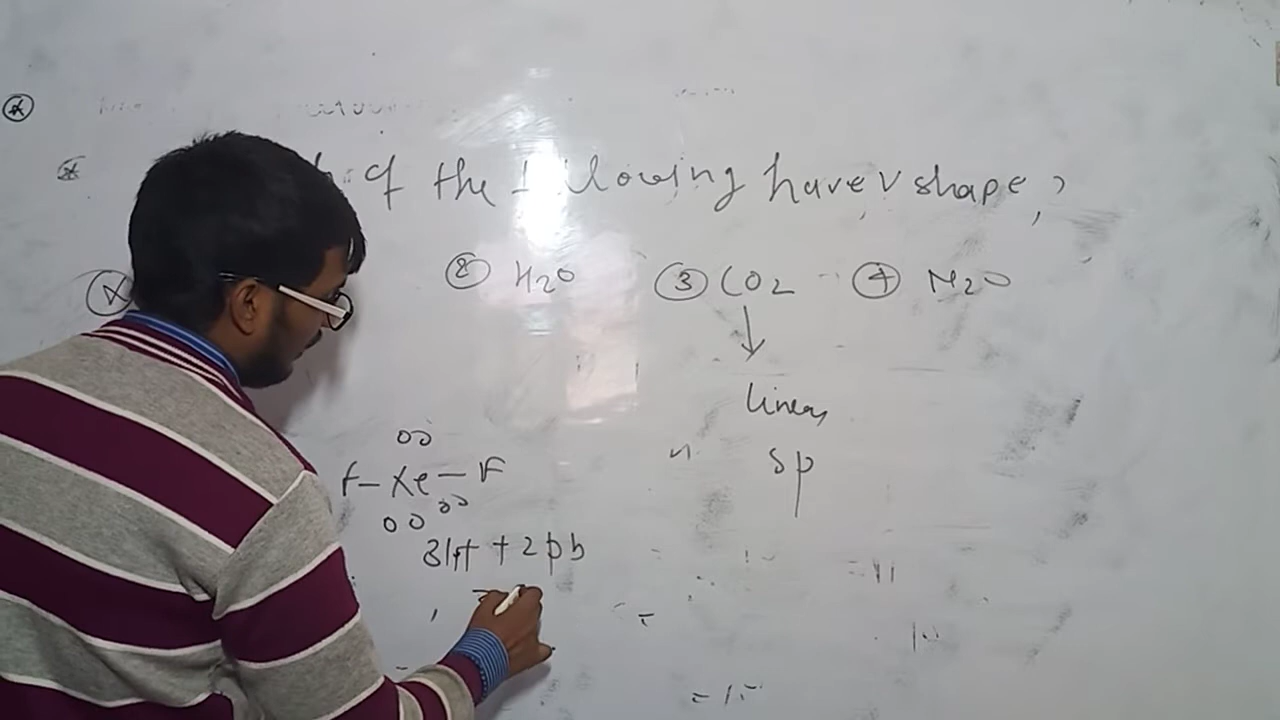 of the following have V shape ?
② H2O ③ CO2 ④ N2O
↓
linear
sp
F – Xe – F
3lp + 2pb
=